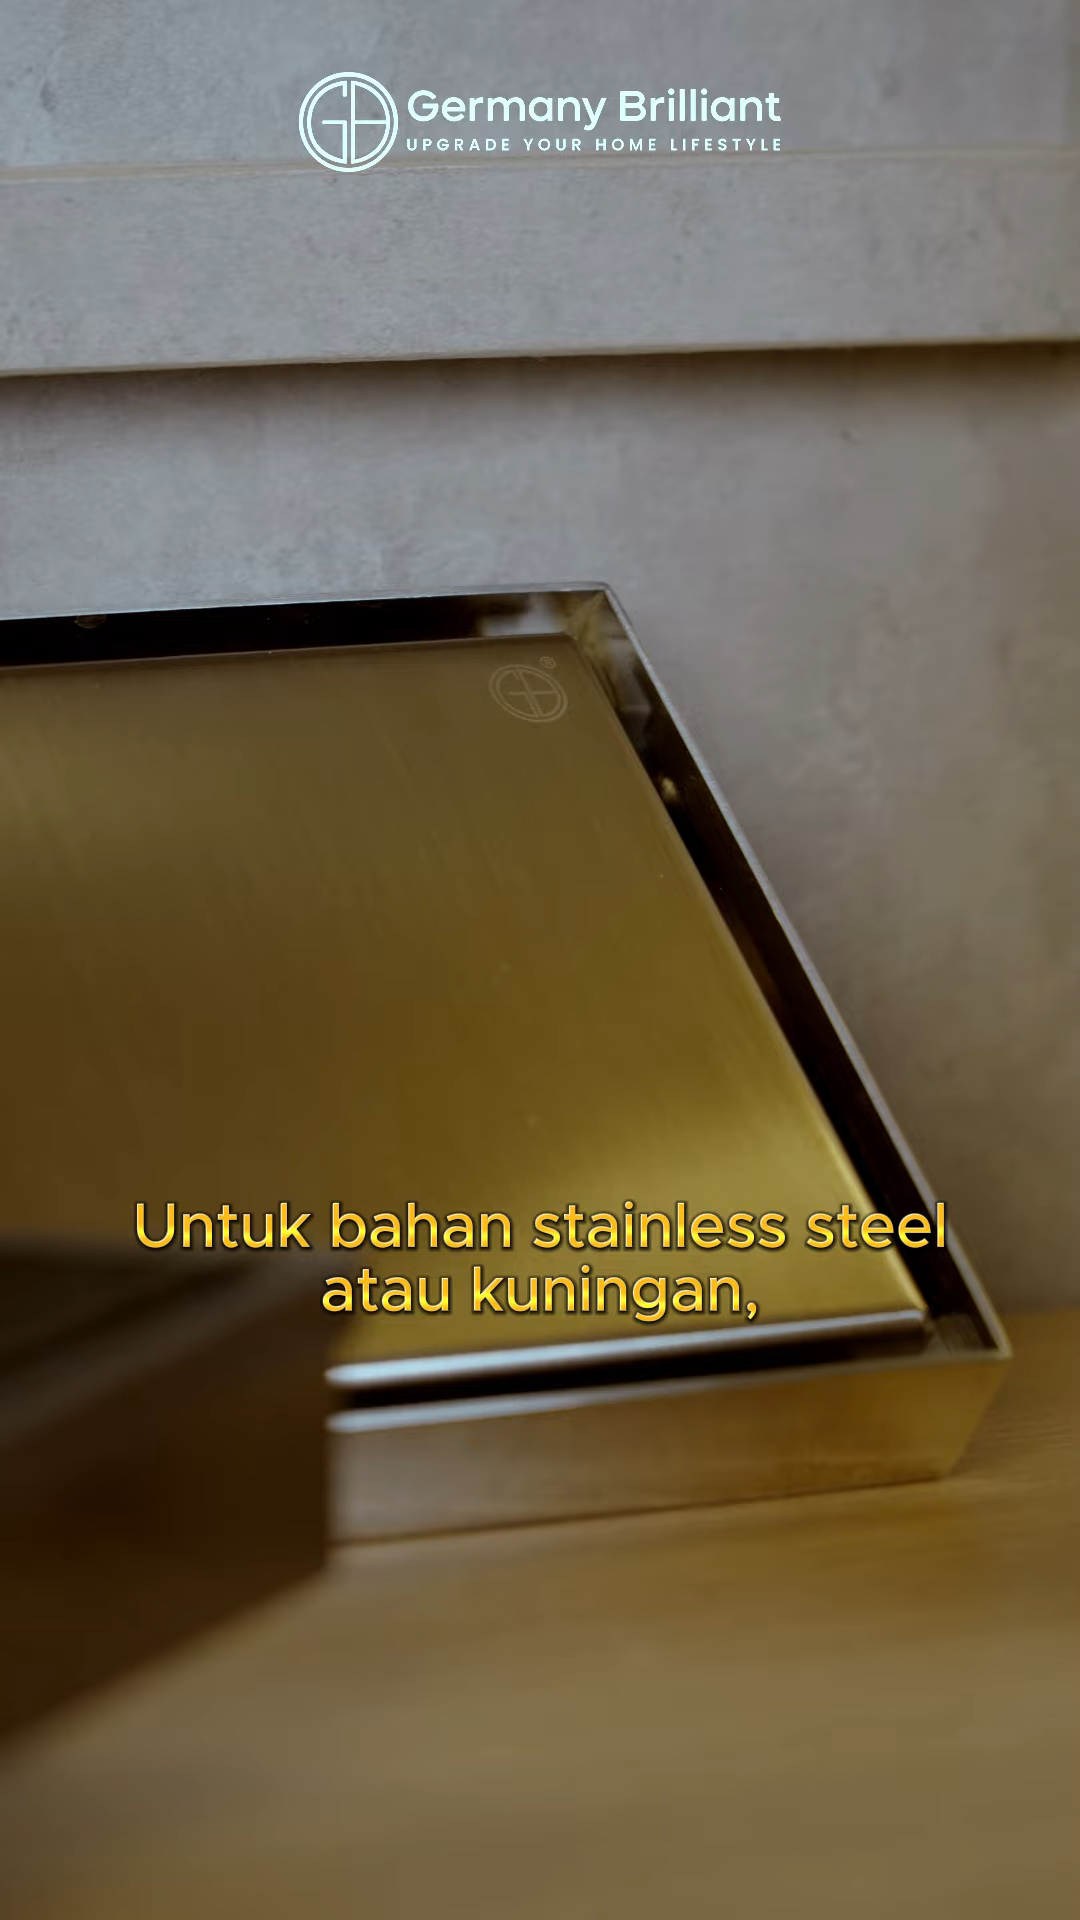 Germany Brilliant
UPGRADE YOUR HOME LIFESTYLE
Untuk bahan stainless steel
atau kuningan,